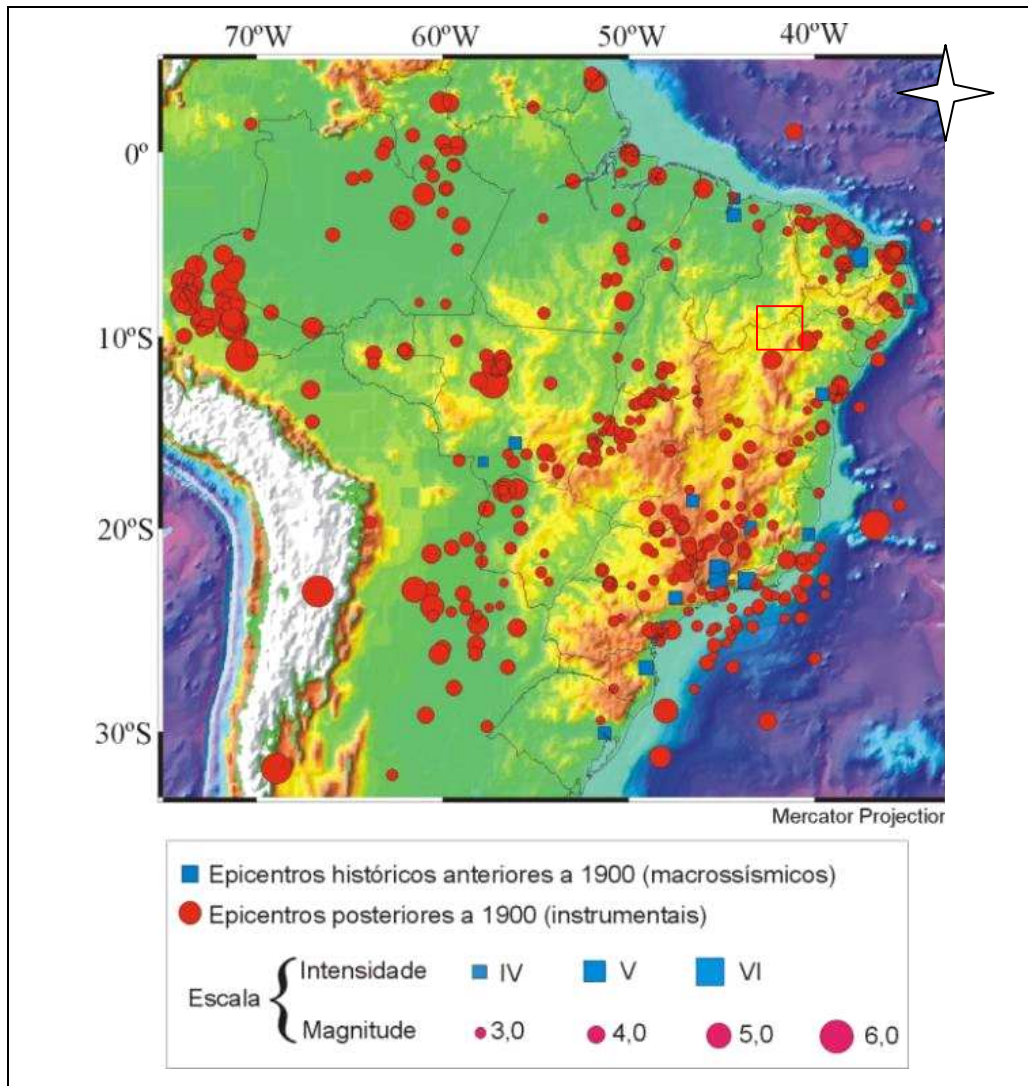 70ºW 60ºW 50ºW 40ºW
0º
10ºS
20ºS
30ºS
Mercator Projection
Epicentros históricos anteriores a 1900 (macrossísmicos)
Epicentros posteriores a 1900 (instrumentais)
Escala
Intensidade IV V VI
Magnitude 3,0 4,0 5,0 6,0